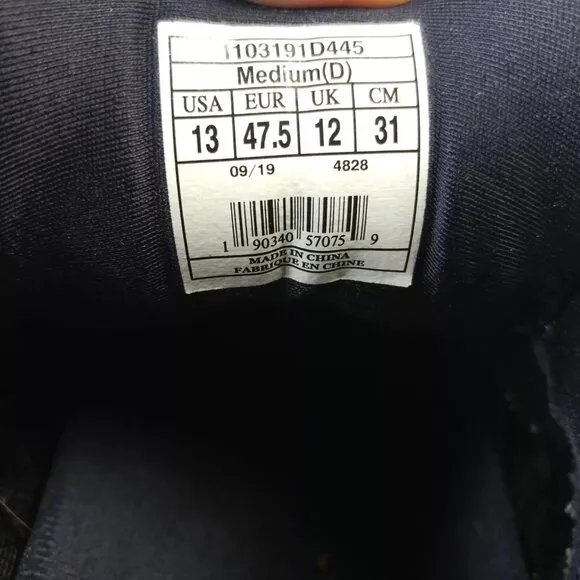 1103191D445
Medium(D)
USA EUR UK CM
13 47.5 12 31
09/19 4828
1 90340 57075 9
MADE IN CHINA
FABRIQUE EN CHINE